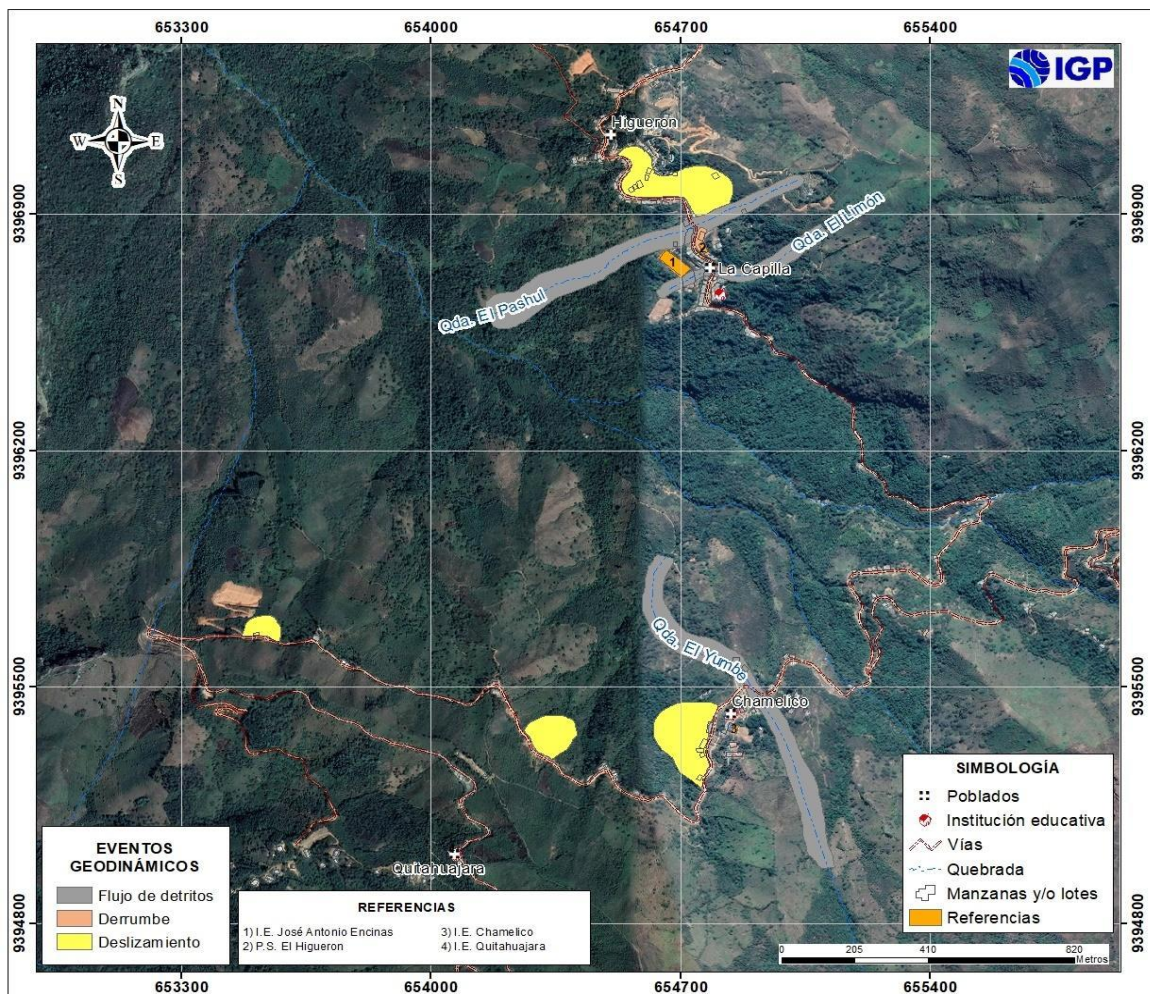 653300
654000
654700
655400
IGP
N
W E
S
Higueron
9396900
9396900
Qda. El Limón
2
1
La Capilla
Qda. El Pashul
9396200
9396200
Qda. El Yumbe
9395500
9395500
Chamelico
3
Quitahuajara
EVENTOS
GEODINÁMICOS
Flujo de detritos
Derrumbe
Deslizamiento
REFERENCIAS
1) I.E. José Antonio Encinas
2) P.S. El Higueron
3) I.E. Chamelico
4) I.E. Quitahuajara
SIMBOLOGÍA
Poblados
Institución educativa
Vías
Quebrada
Manzanas y/o lotes
Referencias
9394800
9394800
0 205 410 820
Metros
653300
654000
654700
655400